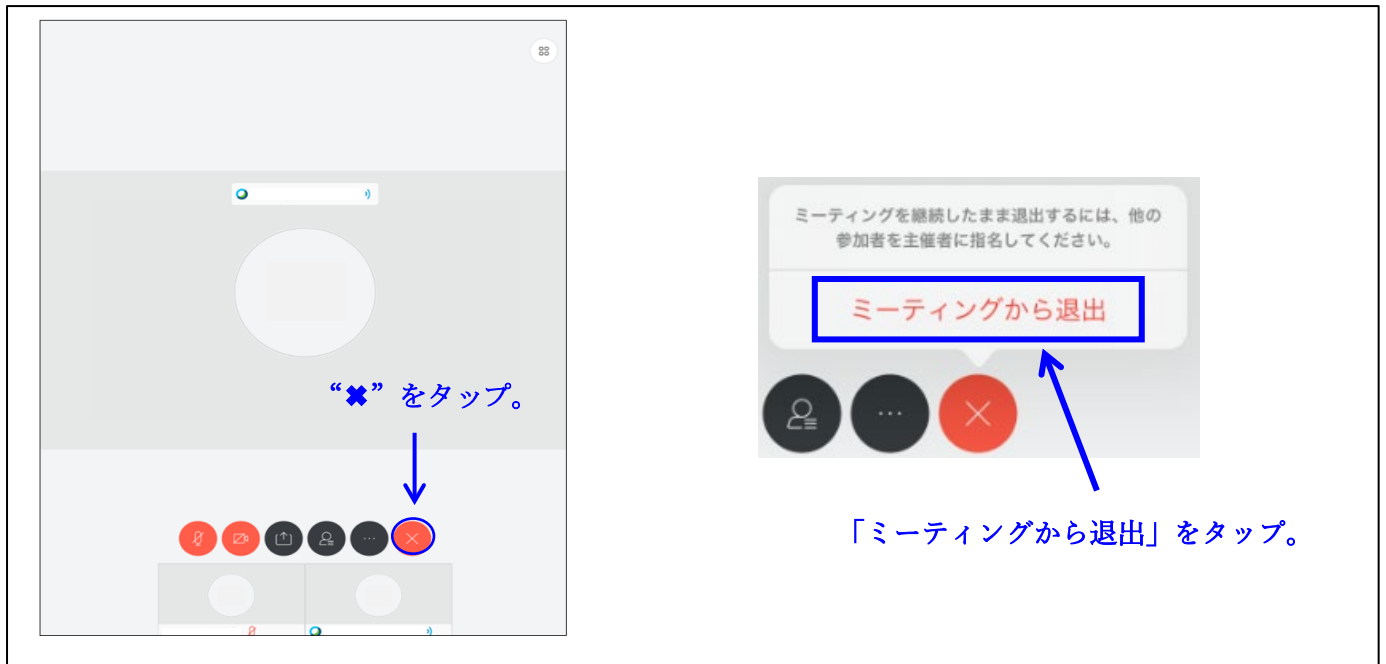 “✖”をタップ。
ミーティングを継続したまま退出するには、他の
参加者を主催者に指名してください。
ミーティングから退出
「ミーティングから退出」をタップ。